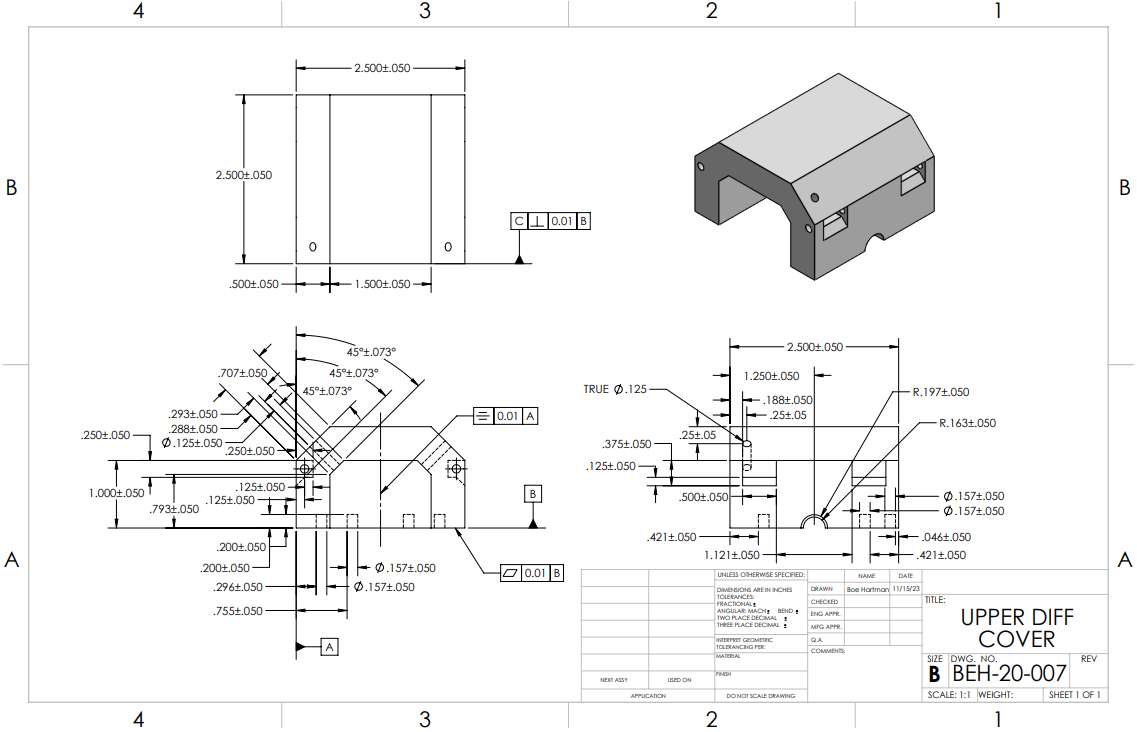 4 3 2 1
B B
2.500±.050
2.500±.050
C ⊥ 0.01 B
.500±.050 1.500±.050
45°±.073°
.707±.050 45°±.073°
45°±.073°
.293±.050
.288±.050
⌀.125±.050
.250±.050
.250±.050
⌯ 0.01 A
1.000±.050
.125±.050
.125±.050
.793±.050
B
.200±.050
.200±.050
⌀.157±.050
.296±.050 ⌀.157±.050
.755±.050
⏥ 0.01 B
A
2.500±.050
1.250±.050
TRUE ⌀.125
.188±.050
.25±.05
R.197±.050
R.163±.050
.25±.05
.375±.050
.125±.050
.500±.050
⌀.157±.050
⌀.157±.050
.421±.050 .046±.050
1.121±.050 .421±.050
A A
UNLESS OTHERWISE SPECIFIED:
DIMENSIONS ARE IN INCHES
TOLERANCES:
FRACTIONAL ±
ANGULAR: MACH ± BEND ±
TWO PLACE DECIMAL ±
THREE PLACE DECIMAL ±
INTERPRET GEOMETRIC
TOLERANCING PER:
MATERIAL
FINISH
DO NOT SCALE DRAWING
NEXT ASSY USED ON
APPLICATION
NAME DATE
DRAWN Boe Hartman 11/15/23
CHECKED
ENG APPR.
MFG APPR.
Q.A.
COMMENTS:
TITLE:
UPPER DIFF
COVER
SIZE DWG. NO. REV
B BEH-20-007
SCALE: 1:1 WEIGHT: SHEET 1 OF 1
4 3 2 1